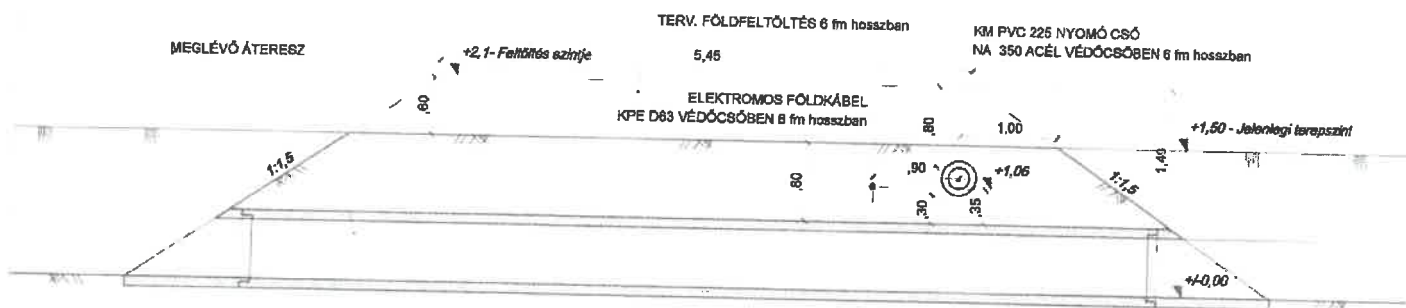 TERV. FÖLDFELTÖLTÉS 6 fm hosszban
KM PVC 225 NYOMÓ CSŐ
MEGLÉVŐ ÁTERESZ
+2,1- Feltöltés szintje
5,45
NA 350 ACÉL VÉDŐCSŐBEN 6 fm hosszban
ELEKTROMOS FÖLDKÁBEL
,60
KPE D63 VÉDŐCSŐBEN 6 fm hosszban
,80
1,00
+1,50 - Jelenlegi terepszint
1:1,5
,90
+1,06
1,49
,80
1:1,5
,30
,35
+/-0,00